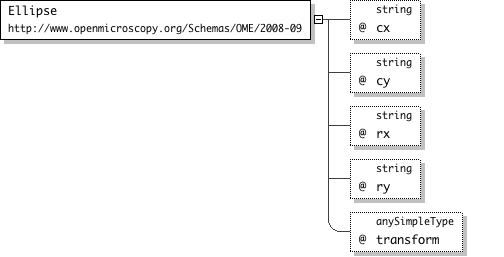 Ellipse
http://www.openmicroscopy.org/Schemas/OME/2008-09
string
@ cx
string
@ cy
string
@ rx
string
@ ry
anySimpleType
@ transform